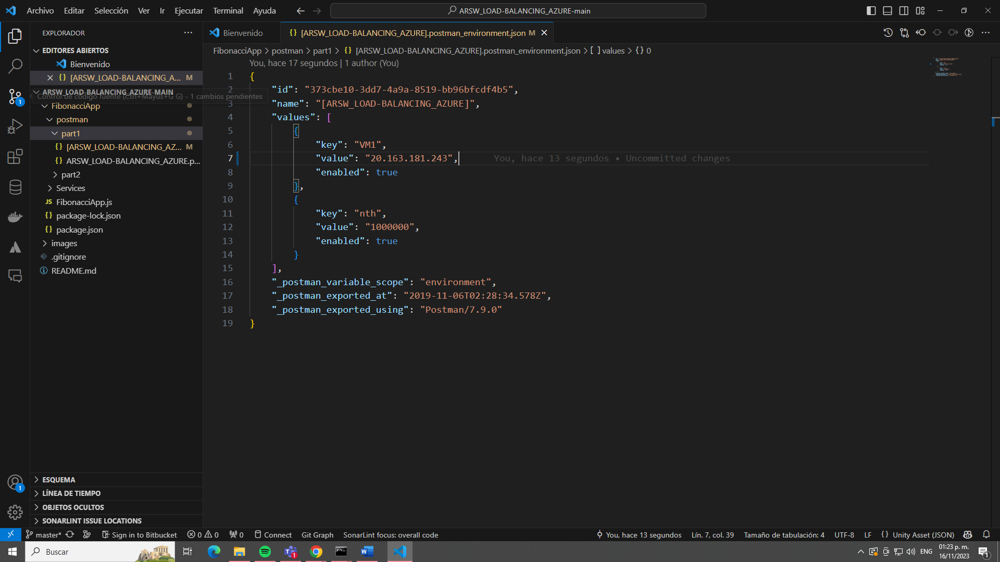 Archivo Editar Selección Ver Ir Ejecutar Terminal Ayuda ARSW_LOAD-BALANCING_AZURE-main
EXPLORADOR
Bienvenido
[ARSW_LOAD-BALANCING_AZURE].postman_environment.json M
EDITORES ABIERTOS
Bienvenido
[ARSW_LOAD-BALANCING_A... M
ARSW_LOAD-BALANCING_AZURE-MAIN
Control de código fuente (Ctrl+Mayús+G G) - 1 cambios pendientes
FibonacciApp
postman
part1
[ARSW_LOAD-BALANCING_AZ... M
ARSW_LOAD-BALANCING_AZURE.p...
part2
Services
JS FibonacciApp.js
package-lock.json
package.json
images
.gitignore
README.md
ESQUEMA
LÍNEA DE TIEMPO
OBJETOS OCULTOS
SONARLINT ISSUE LOCATIONS
1
1
FibonacciApp > postman > part1 > {} [ARSW_LOAD-BALANCING_AZURE].postman_environment.json > [ ] values > {} 0
You, hace 17 segundos | 1 author (You)
1 {
2 "id": "373cbe10-3dd7-4a9a-8519-bb96bfcdf4b5",
3 "name": "[ARSW_LOAD-BALANCING_AZURE]",
4 "values": [
5 {
6 "key": "VM1",
7 "value": "20.163.181.243", You, hace 13 segundos • Uncommitted changes
8 "enabled": true
9 },
10 {
11 "key": "nth",
12 "value": "1000000",
13 "enabled": true
14 }
15 ],
16 "_postman_variable_scope": "environment",
17 "_postman_exported_at": "2019-11-06T02:28:34.578Z",
18 "_postman_exported_using": "Postman/7.9.0"
19 }
master* Sign in to Bitbucket 0 0 0 Connect Git Graph SonarLint focus: overall code You, hace 13 segundos Lín. 7, col. 39 Tamaño de tabulación: 4 UTF-8 LF {} Unity Asset (JSON)
Buscar
1
ENG
01:23 p. m.
16/11/2023
1